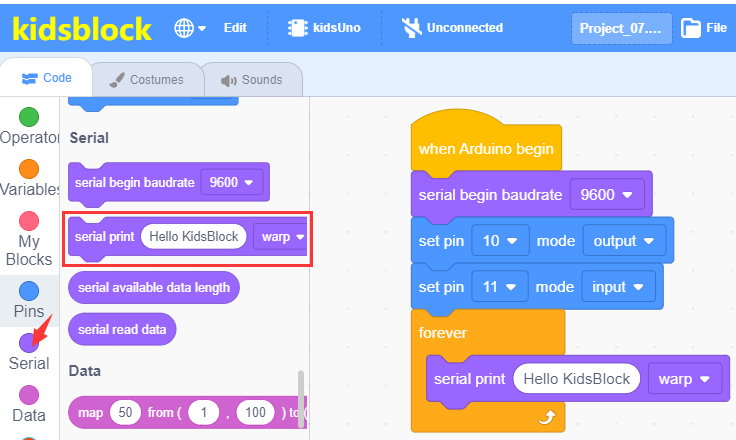 kidsblock Edit kidsUno Unconnected Project_07.... File
Code Costumes Sounds
Operator
Variables
My
Blocks
Pins
Serial
Data
Serial
serial begin baudrate 9600
serial print Hello KidsBlock warp
serial available data length
serial read data
Data
map 50 from ( 1 , 100 ) to (
when Arduino begin
serial begin baudrate 9600
set pin 10 mode output
set pin 11 mode input
forever
serial print Hello KidsBlock warp